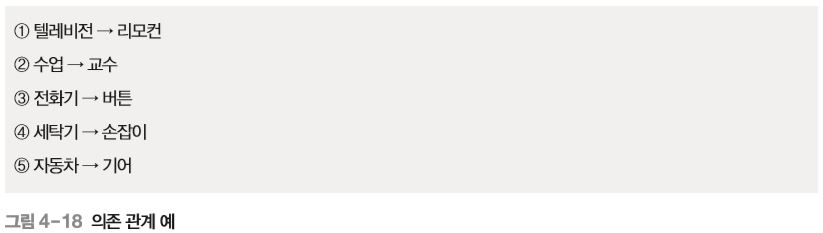 ① 텔레비전 → 리모컨
② 수업 → 교수
③ 전화기 → 버튼
④ 세탁기 → 손잡이
⑤ 자동차 → 기어
그림 4-18 의존 관계 예